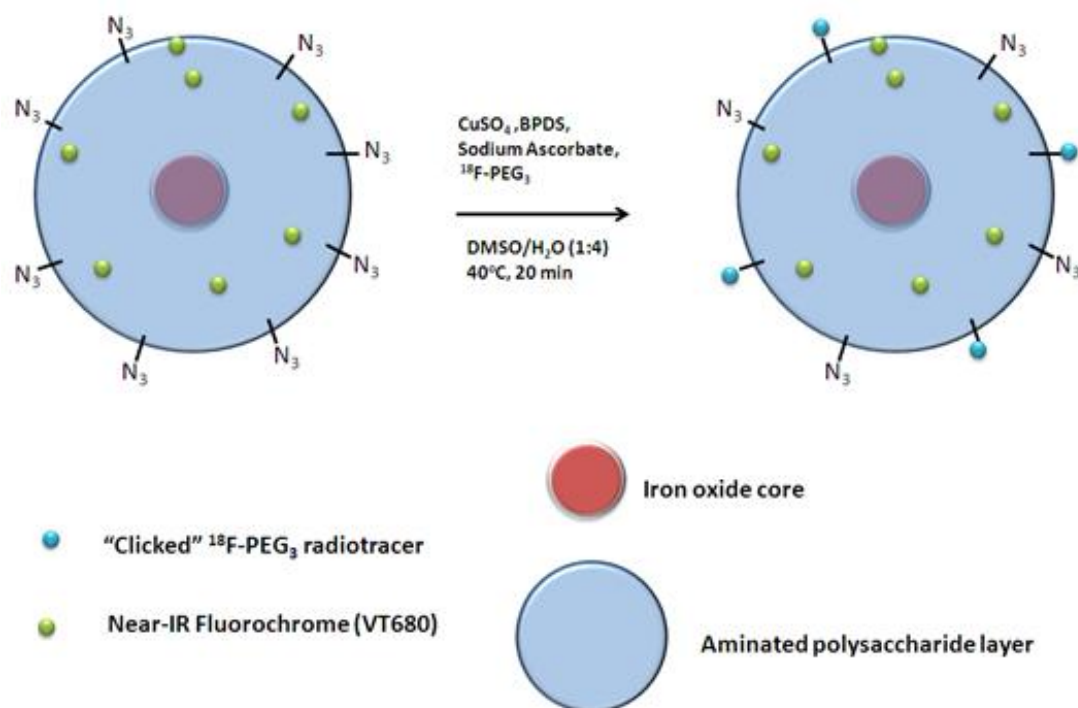 N₃
N₃
N₃
N₃
N₃
N₃
N₃
N₃
CuSO₄ ,BPDS,
Sodium Ascorbate,
¹⁸F-PEG₃
DMSO/H₂O (1:4)
40°C, 20 min
N₃
N₃
N₃
N₃
Iron oxide core
“Clicked” ¹⁸F-PEG₃ radiotracer
Near-IR Fluorochrome (VT680)
Aminated polysaccharide layer